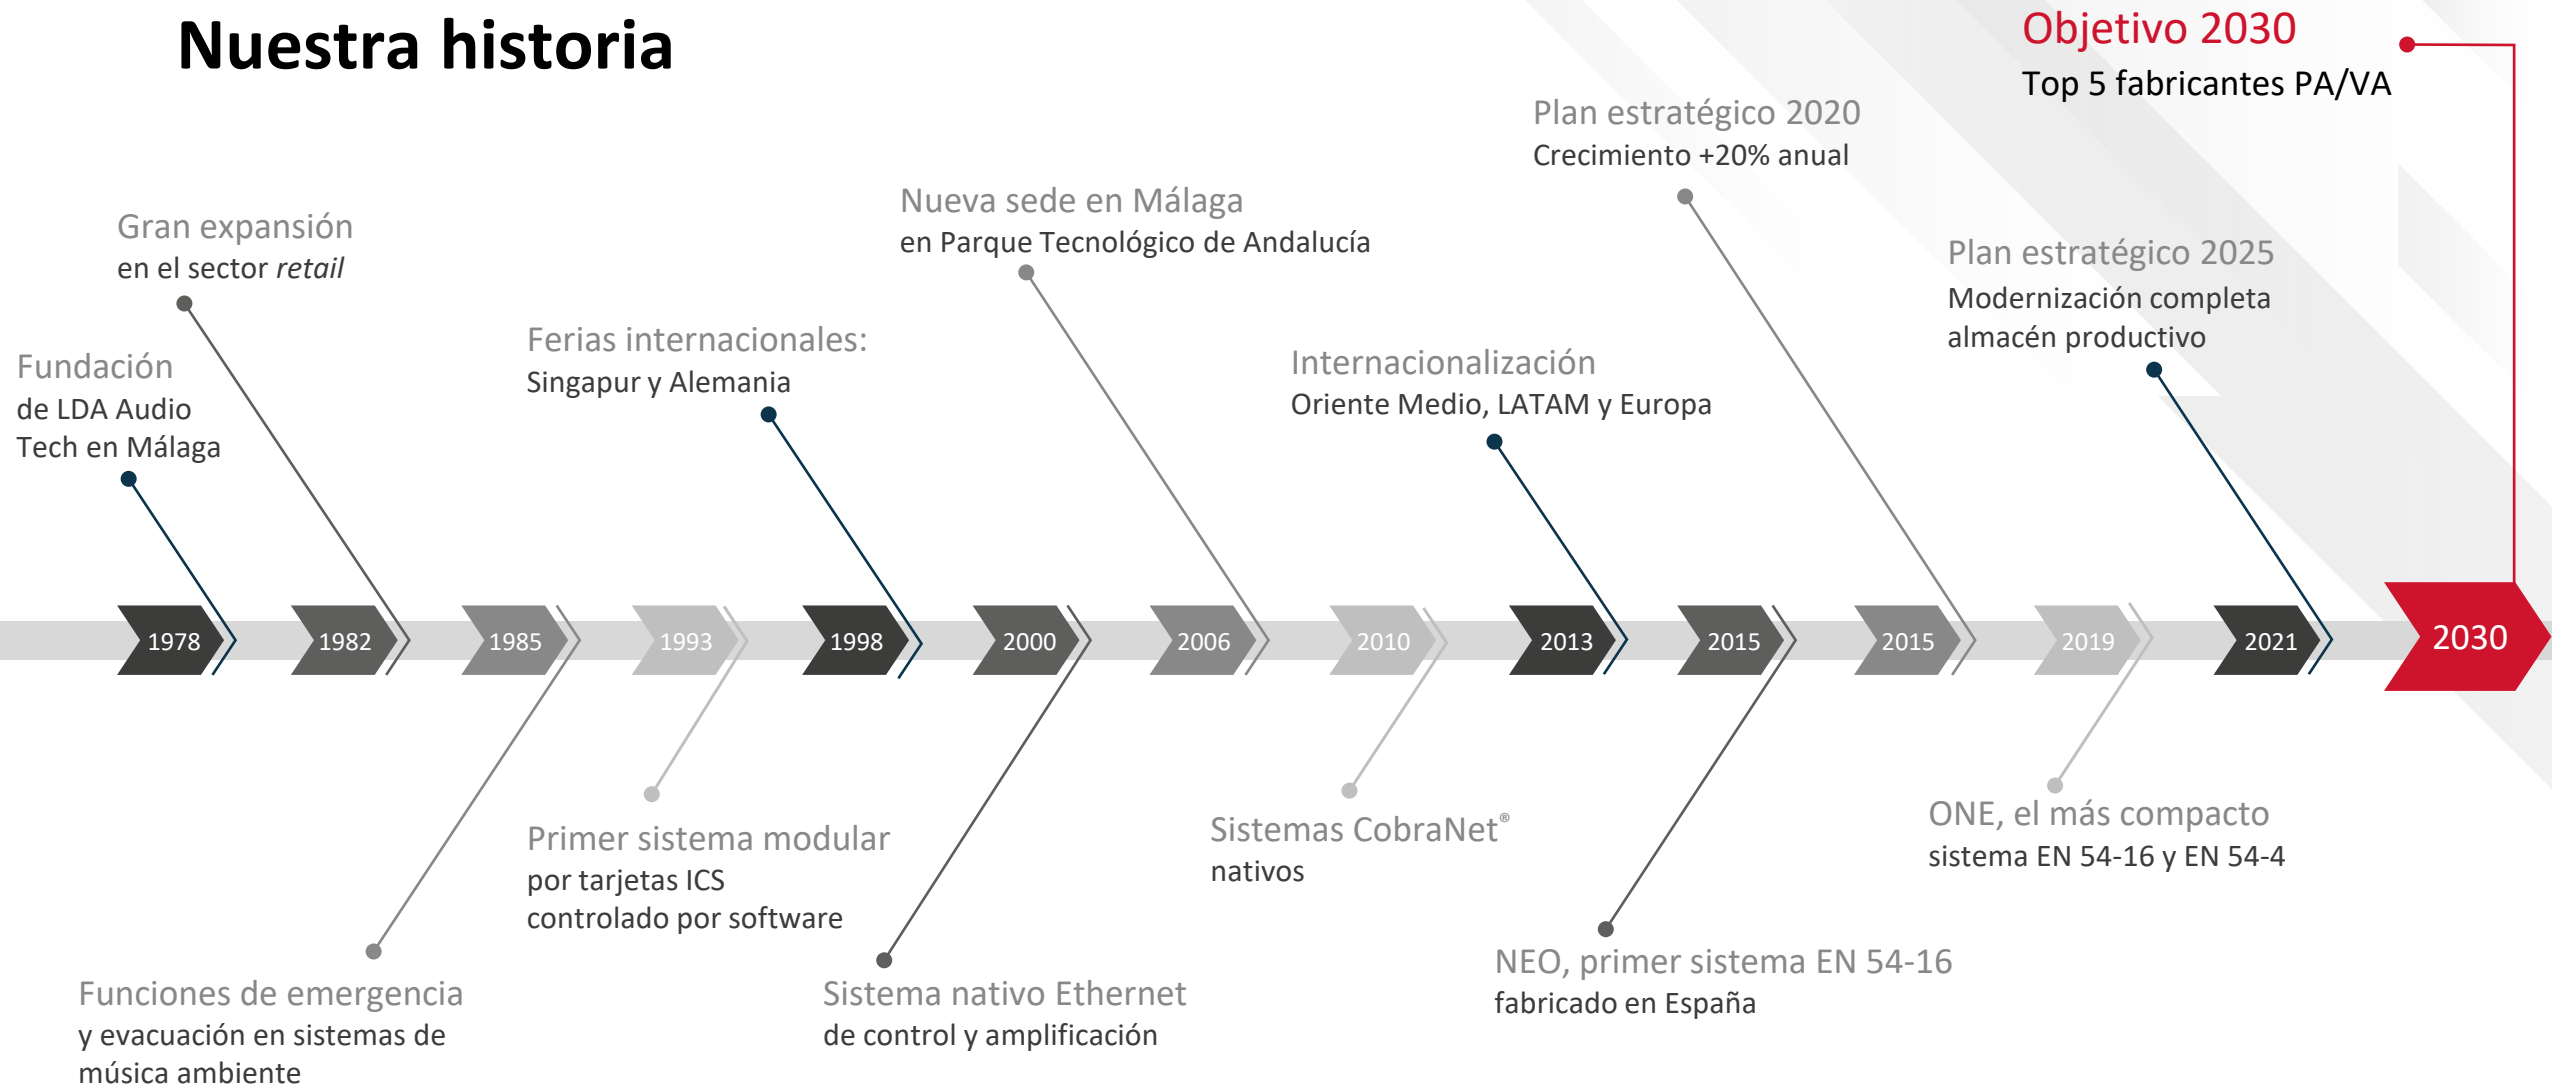 Nuestra historia
Objetivo 2030
Top 5 fabricantes PA/VA
Plan estratégico 2020
Crecimiento +20% anual
Nueva sede en Málaga
en Parque Tecnológico de Andalucía
Gran expansión
en el sector retail
Plan estratégico 2025
Modernización completa
almacén productivo
Ferias internacionales:
Singapur y Alemania
Internacionalización
Oriente Medio, LATAM y Europa
Fundación
de LDA Audio
Tech en Málaga
1978
1982
1985
1993
1998
2000
2006
2010
2013
2015
2015
2019
2021
2030
Primer sistema modular
por tarjetas ICS
controlado por software
Sistemas CobraNet®
nativos
ONE, el más compacto
sistema EN 54-16 y EN 54-4
Funciones de emergencia
y evacuación en sistemas de
música ambiente
Sistema nativo Ethernet
de control y amplificación
NEO, primer sistema EN 54-16
fabricado en España